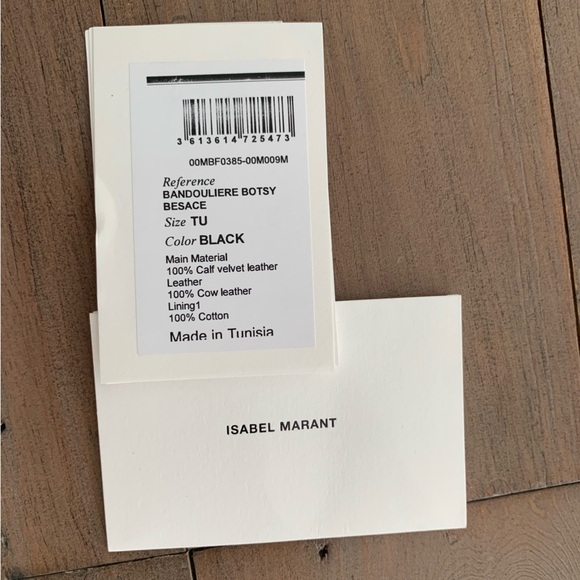 3 613614 725473
00MBF0385-00M009M
Reference
BANDOULIERE BOTSY
BESACE
Size TU
Color BLACK
Main Material
100% Calf velvet leather
Leather
100% Cow leather
Lining1
100% Cotton
Made in Tunisia
ISABEL MARANT